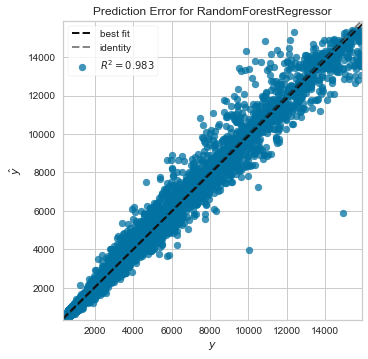 Prediction Error for RandomForestRegressor
best fit
identity
R² = 0.983
14000
12000
10000
8000
6000
4000
2000
ŷ
2000 4000 6000 8000 10000 12000 14000
y